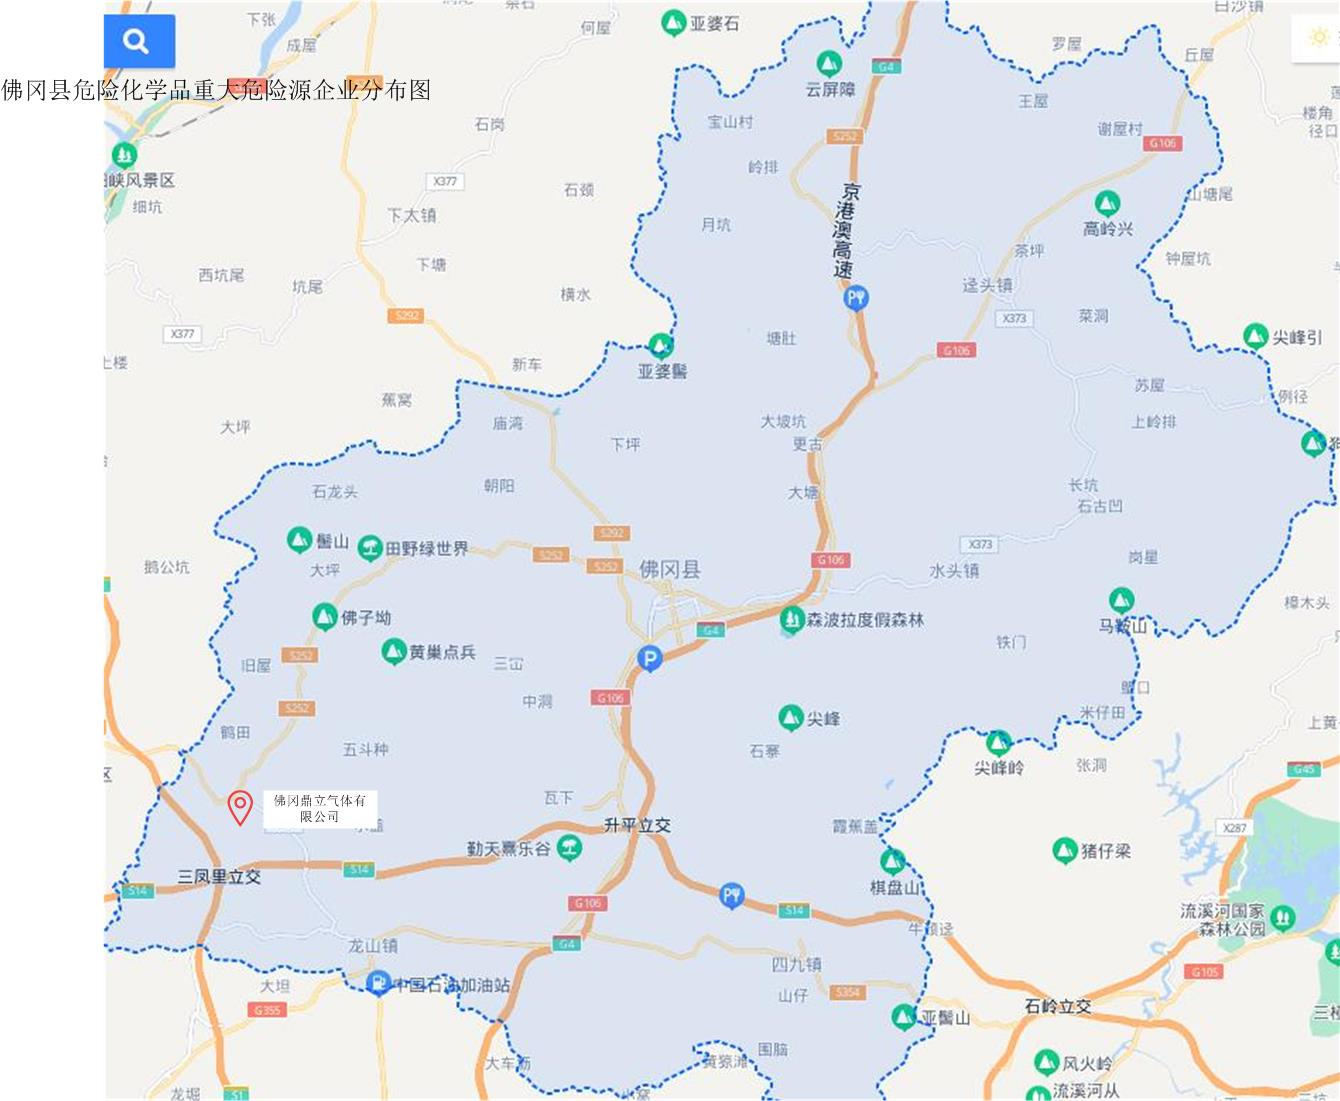 下张
成屋
何屋
亚婆石
白沙镇
佛冈县危险化学品重大危险源企业分布图
云屏障
G4
罗屋
丘屋
王屋
楼角
径口
石岗
宝山村
S252
谢屋村
G106
峡风景区
X377
石颈
岭排
京港澳高速
细坑
下太镇
月坑
高岭兴
山塘尾
茶坪
钟屋坑
西坑尾
坑尾
下塘
横水
迳头镇
S292
X377
塘肚
X373
菜洞
尖峰引
上楼
新车
亚婆髻
G106
苏屋
例径
蕉窝
大坪
庙湾
下坪
大坡坑
更古
上岭排
石龙头
朝阳
大塘
长坑
石古凹
髻山
田野绿世界
S292
S252
S252
佛冈县
G106
X373
水头镇
岗星
鹅公坑
大坪
佛子坳
G4
森波拉度假森林
马鞍山
樟木头
S252
旧屋
黄巢点兵
三峃
铁门
中洞
G106
S252
尖峰
米仔田
鹊田
五斗种
石寨
尖峰岭
张洞
上黄
区
G45
佛冈鼎立气体有
限公司
瓦下
升平立交
霞蕉盖
X287
勤天熹乐谷
猪仔梁
三凤里立交
S14
S14
棋盘山
G106
S14
流溪河国家
森林公园
龙山镇
G4
四九镇
G105
大坦
中国石油加油站
山仔
S354
石岭立交
G355
亚髻山
三桠
大车沥
黄猄滩
围脑
风火岭
龙堀
S1
流溪河从